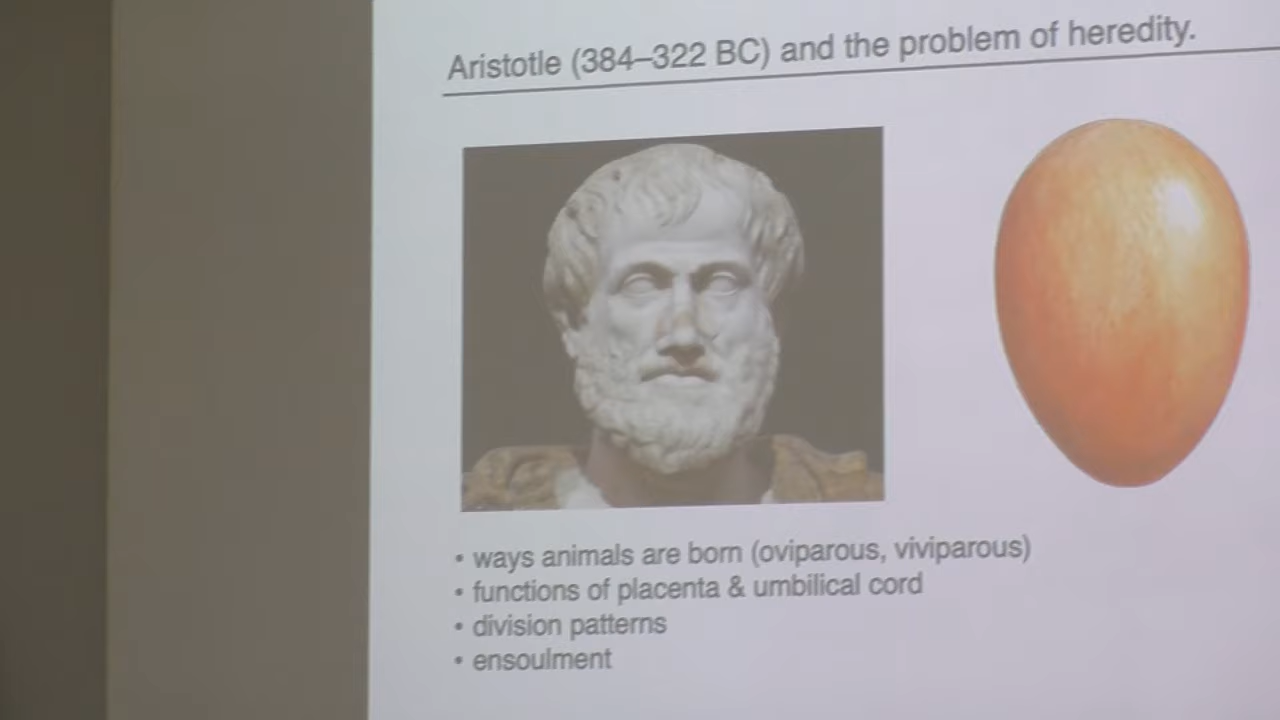 Aristotle (384–322 BC) and the problem of heredity.
• ways animals are born (oviparous, viviparous)
• functions of placenta & umbilical cord
• division patterns
• ensoulment